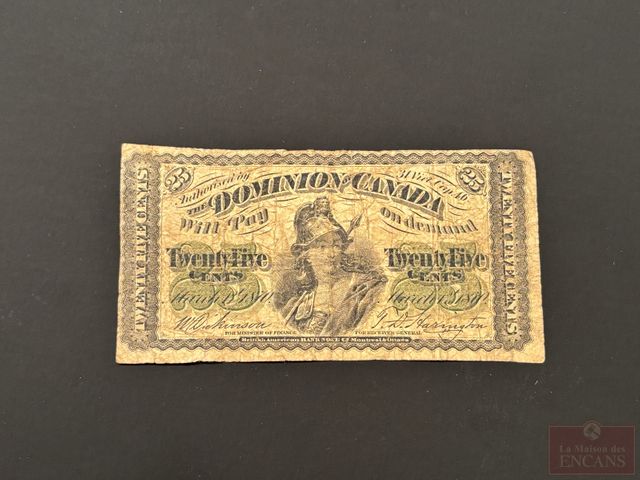 25 Authorized by 31 Vic. Cap. 46 25
THE DOMINION OF CANADA
Will Pay on demand
Twenty Five Twenty Five
CENTS CENTS
March 1st 1870 March 1st 1870
TWENTY FIVE CENTS
TWENTY FIVE CENTS
FOR MINISTER OF FINANCE FOR RECEIVER GENERAL
British American BANK NOTE Co Montreal & Ottawa
La Maison des
ENCANS